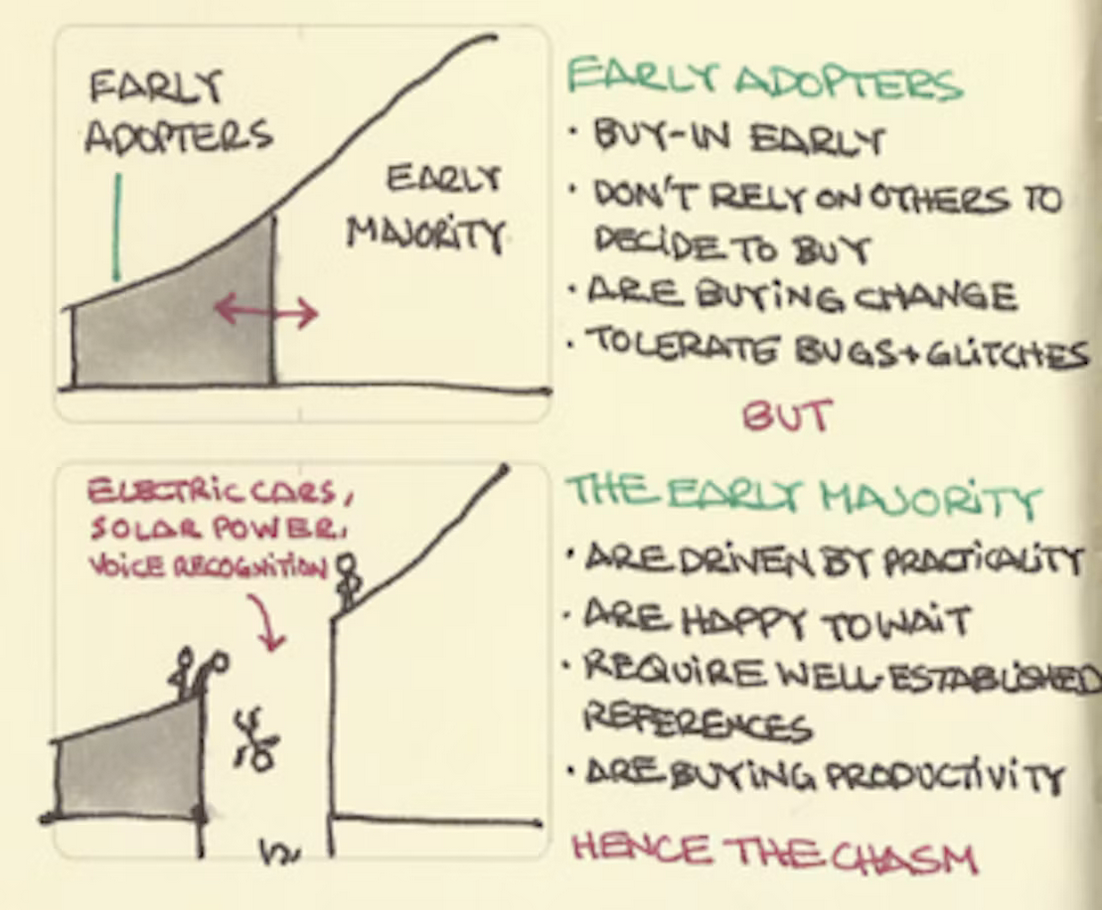 EARLY
ADOPTERS
EARLY
MAJORITY
EARLY ADOPTERS
· BUY-IN EARLY
· DON'T RELY ON OTHERS TO
DECIDE TO BUY
· ARE BUYING CHANGE
· TOLERATE BUGS + GLITCHES
BUT
ELECTRIC CARS,
SOLAR POWER,
VOICE RECOGNITION
THE EARLY MAJORITY
· ARE DRIVEN BY PRACTICALITY
· ARE HAPPY TO WAIT
· REQUIRE WELL-ESTABLISHED
REFERENCES
· ARE BUYING PRODUCTIVITY
HENCE THE CHASM